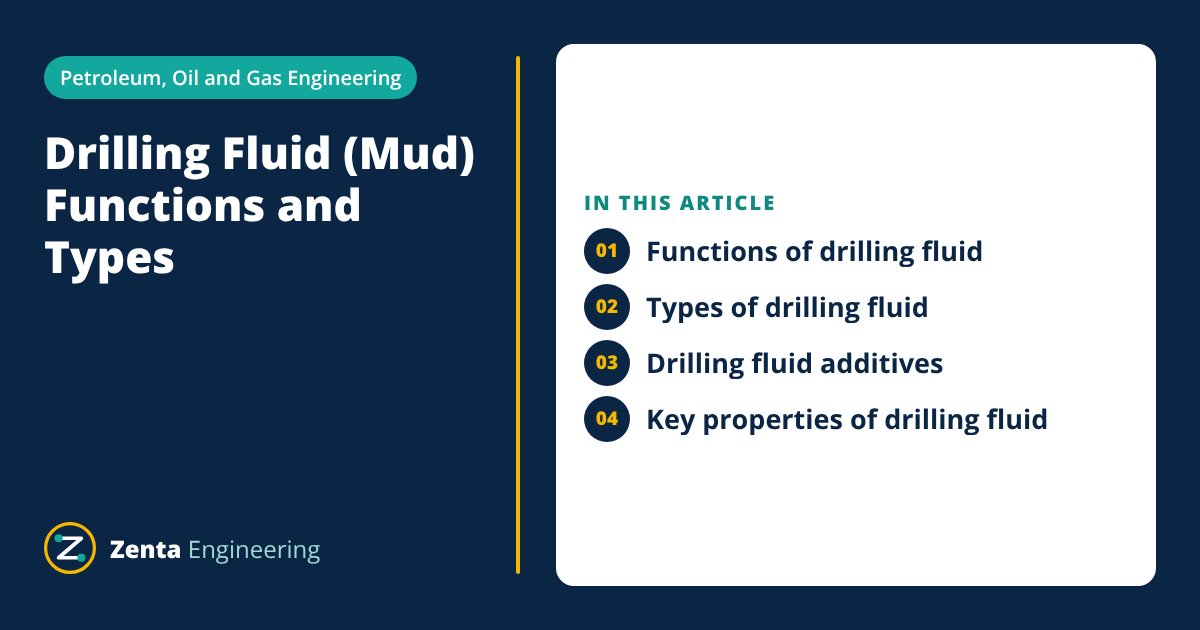 Petroleum, Oil and Gas Engineering
Drilling Fluid (Mud)
Functions and
Types
Zenta Engineering
IN THIS ARTICLE
01 Functions of drilling fluid
02 Types of drilling fluid
03 Drilling fluid additives
04 Key properties of drilling fluid